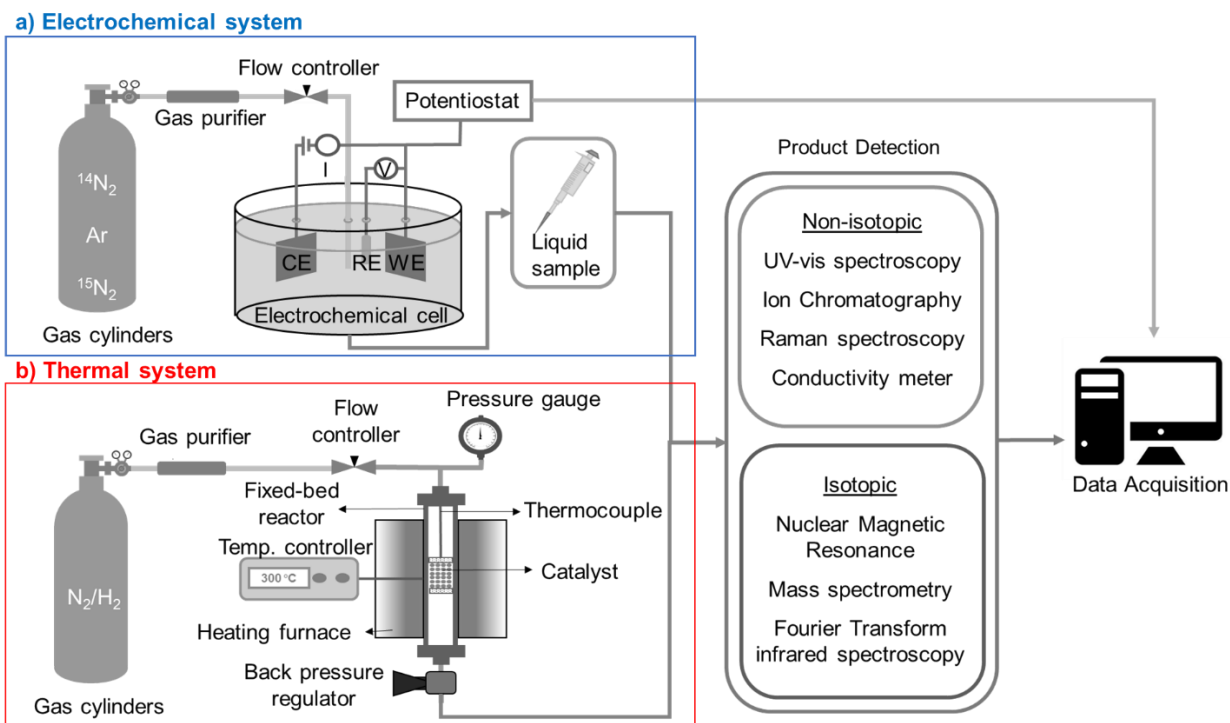 a) Electrochemical system
Flow controller
Gas purifier
Potentiostat
I
V
¹⁴N₂
Ar
¹⁵N₂
CE
RE
WE
Electrochemical cell
Gas cylinders
Liquid
sample
b) Thermal system
Gas purifier
Flow
controller
Pressure gauge
Fixed-bed
reactor
Thermocouple
Temp. controller
300 °C
Catalyst
N₂/H₂
Heating furnace
Back pressure
regulator
Gas cylinders
Product Detection
Non-isotopic
UV-vis spectroscopy
Ion Chromatography
Raman spectroscopy
Conductivity meter
Isotopic
Nuclear Magnetic
Resonance
Mass spectrometry
Fourier Transform
infrared spectroscopy
Data Acquisition